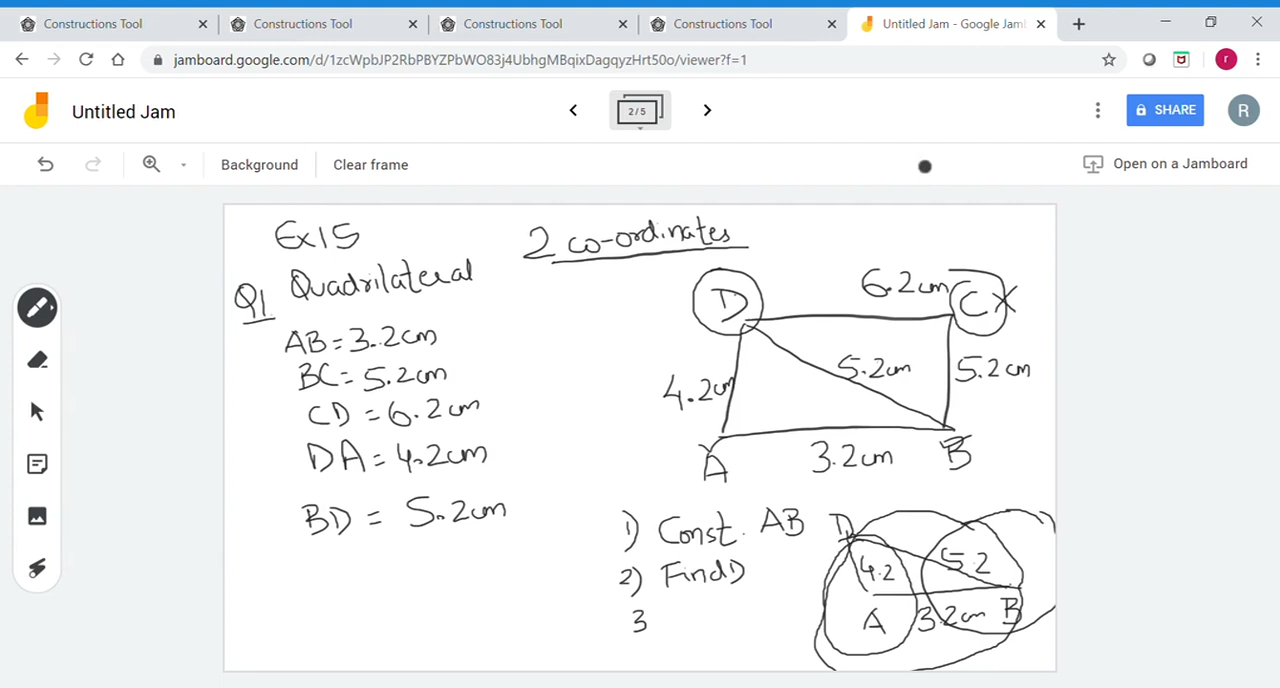 Constructions Tool
Constructions Tool
Constructions Tool
Constructions Tool
Untitled Jam - Google Jamb
jamboard.google.com/d/1zcWpbJP2RbPBYZPbWO83j4UbhgMBqixDagqyzHrt50o/viewer?f=1
r
Untitled Jam
2/5
SHARE
R
Background
Clear frame
Open on a Jamboard
Ex15
2 co-ordinates
Q1 Quadrilateral
AB = 3.2cm
BC = 5.2cm
CD = 6.2cm
DA = 4.2cm
BD = 5.2cm
D
6.2cm
C
4.2cm
5.2cm
5.2cm
A
3.2cm
B
1) Const. AB
2) Find D
3
D
4.2
5.2
A
3.2cm
B